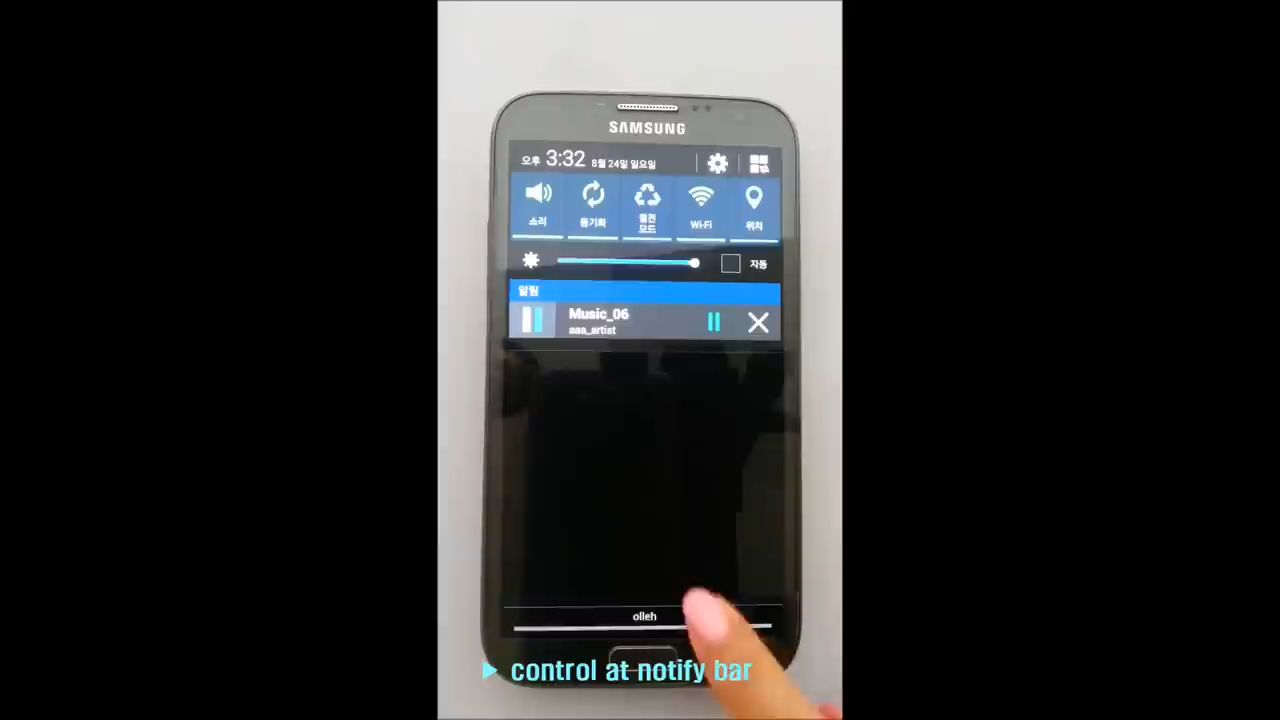 SAMSUNG
오후 3:32 8월 24일 일요일
소리 동기화 절전 모드 Wi-Fi 위치
자동
알림
Music_06
aaa_artist
olleh
control at notify bar